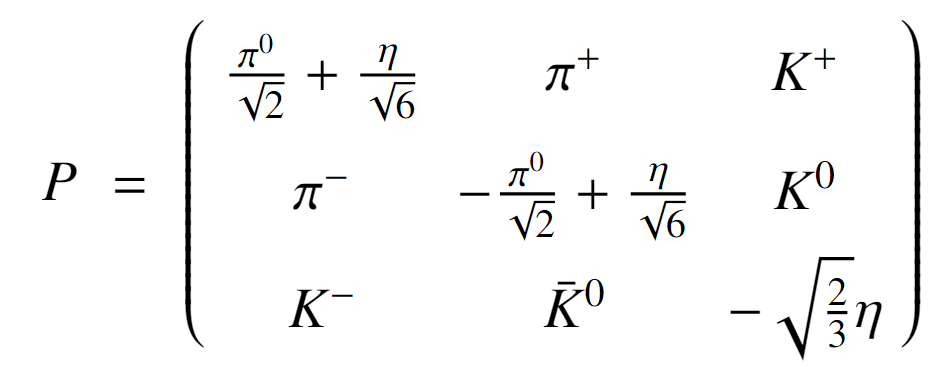 π⁰/√2 + η/√6 π⁺ K⁺
P = π⁻ −π⁰/√2 + η/√6 K⁰
K⁻ K̄⁰ −√(2/3)η